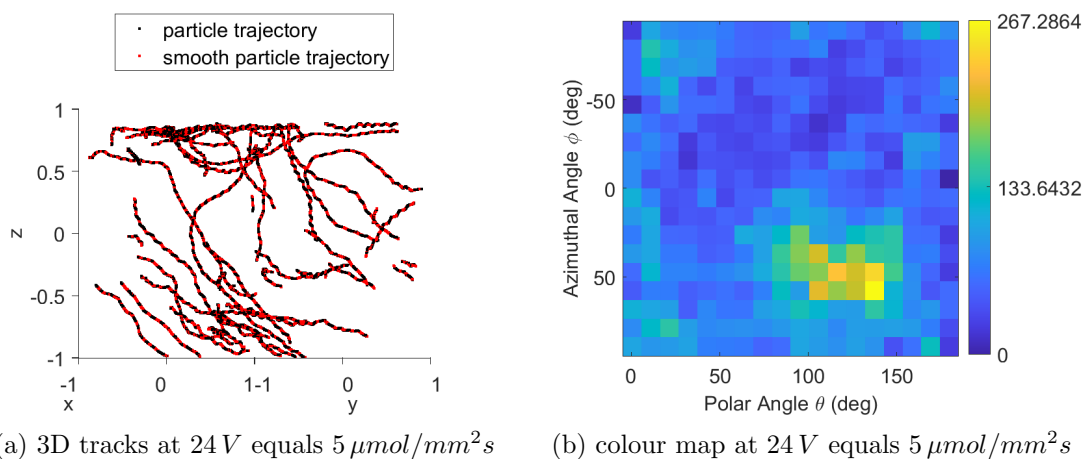 particle trajectory
smooth particle trajectory
1
0.5
0
-0.5
-1
z
-1
0
1-1
0
1
x
y
267.2864
133.6432
0
-50
0
50
Azimuthal Angle ϕ (deg)
0
50
100
150
Polar Angle θ (deg)
(a) 3D tracks at 24 V equals 5 μmol/mm²s
(b) colour map at 24 V equals 5 μmol/mm²s